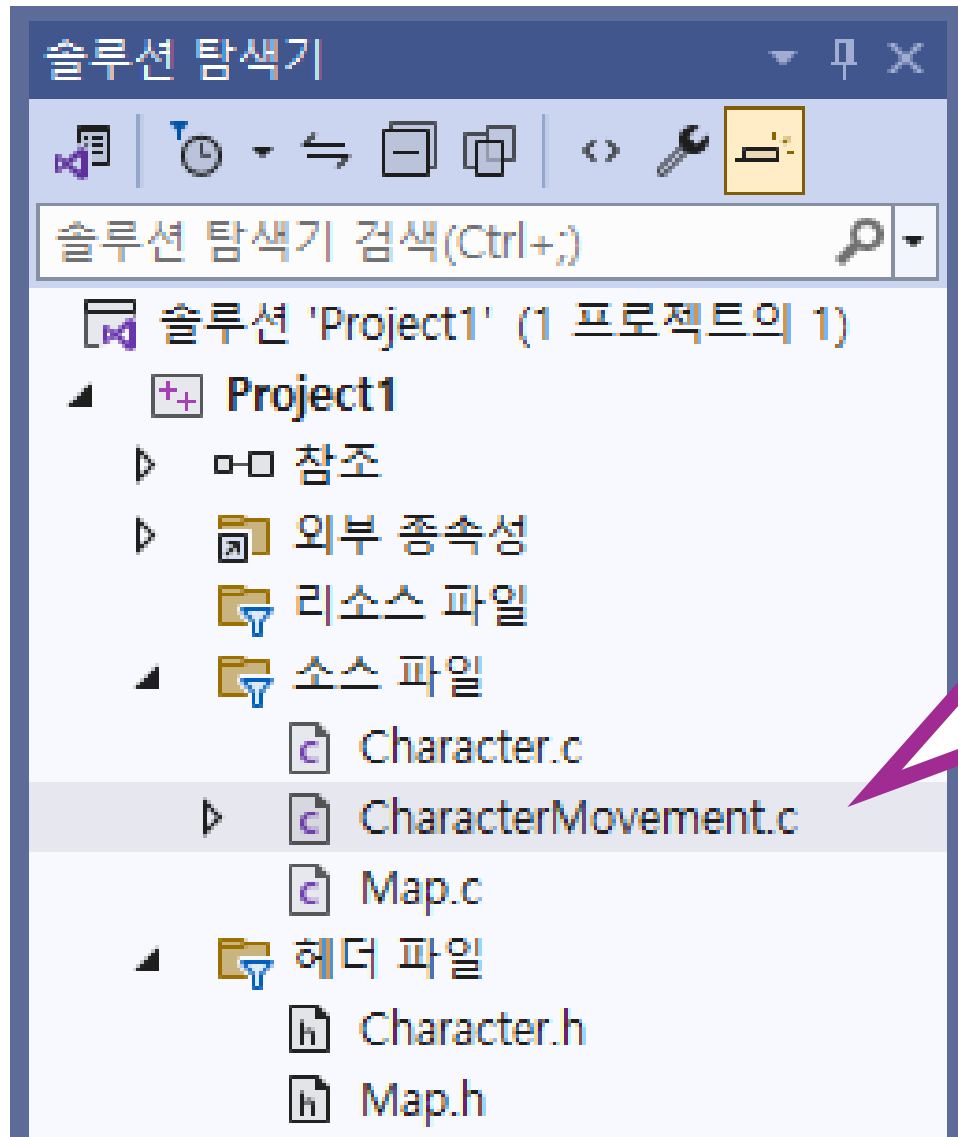 솔루션 탐색기
솔루션 탐색기 검색(Ctrl+;)
솔루션 'Project1' (1 프로젝트의 1)
Project1
참조
외부 종속성
리소스 파일
소스 파일
Character.c
CharacterMovement.c
Map.c
헤더 파일
Character.h
Map.h